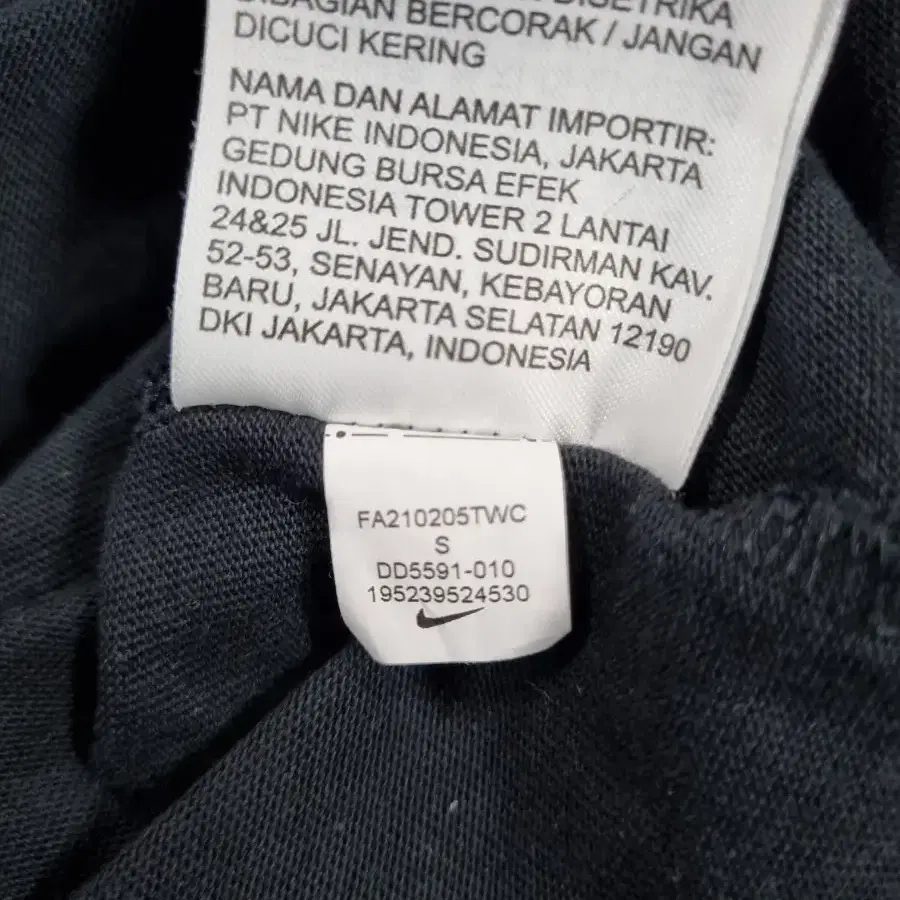 DISETRIKA
DIBAGIAN BERCORAK / JANGAN
DICUCI KERING
NAMA DAN ALAMAT IMPORTIR:
PT NIKE INDONESIA, JAKARTA
GEDUNG BURSA EFEK
INDONESIA TOWER 2 LANTAI
24&25 JL. JEND. SUDIRMAN KAV.
52-53, SENAYAN, KEBAYORAN
BARU, JAKARTA SELATAN 12190
DKI JAKARTA, INDONESIA
FA210205TWC
S
DD5591-010
195239524530